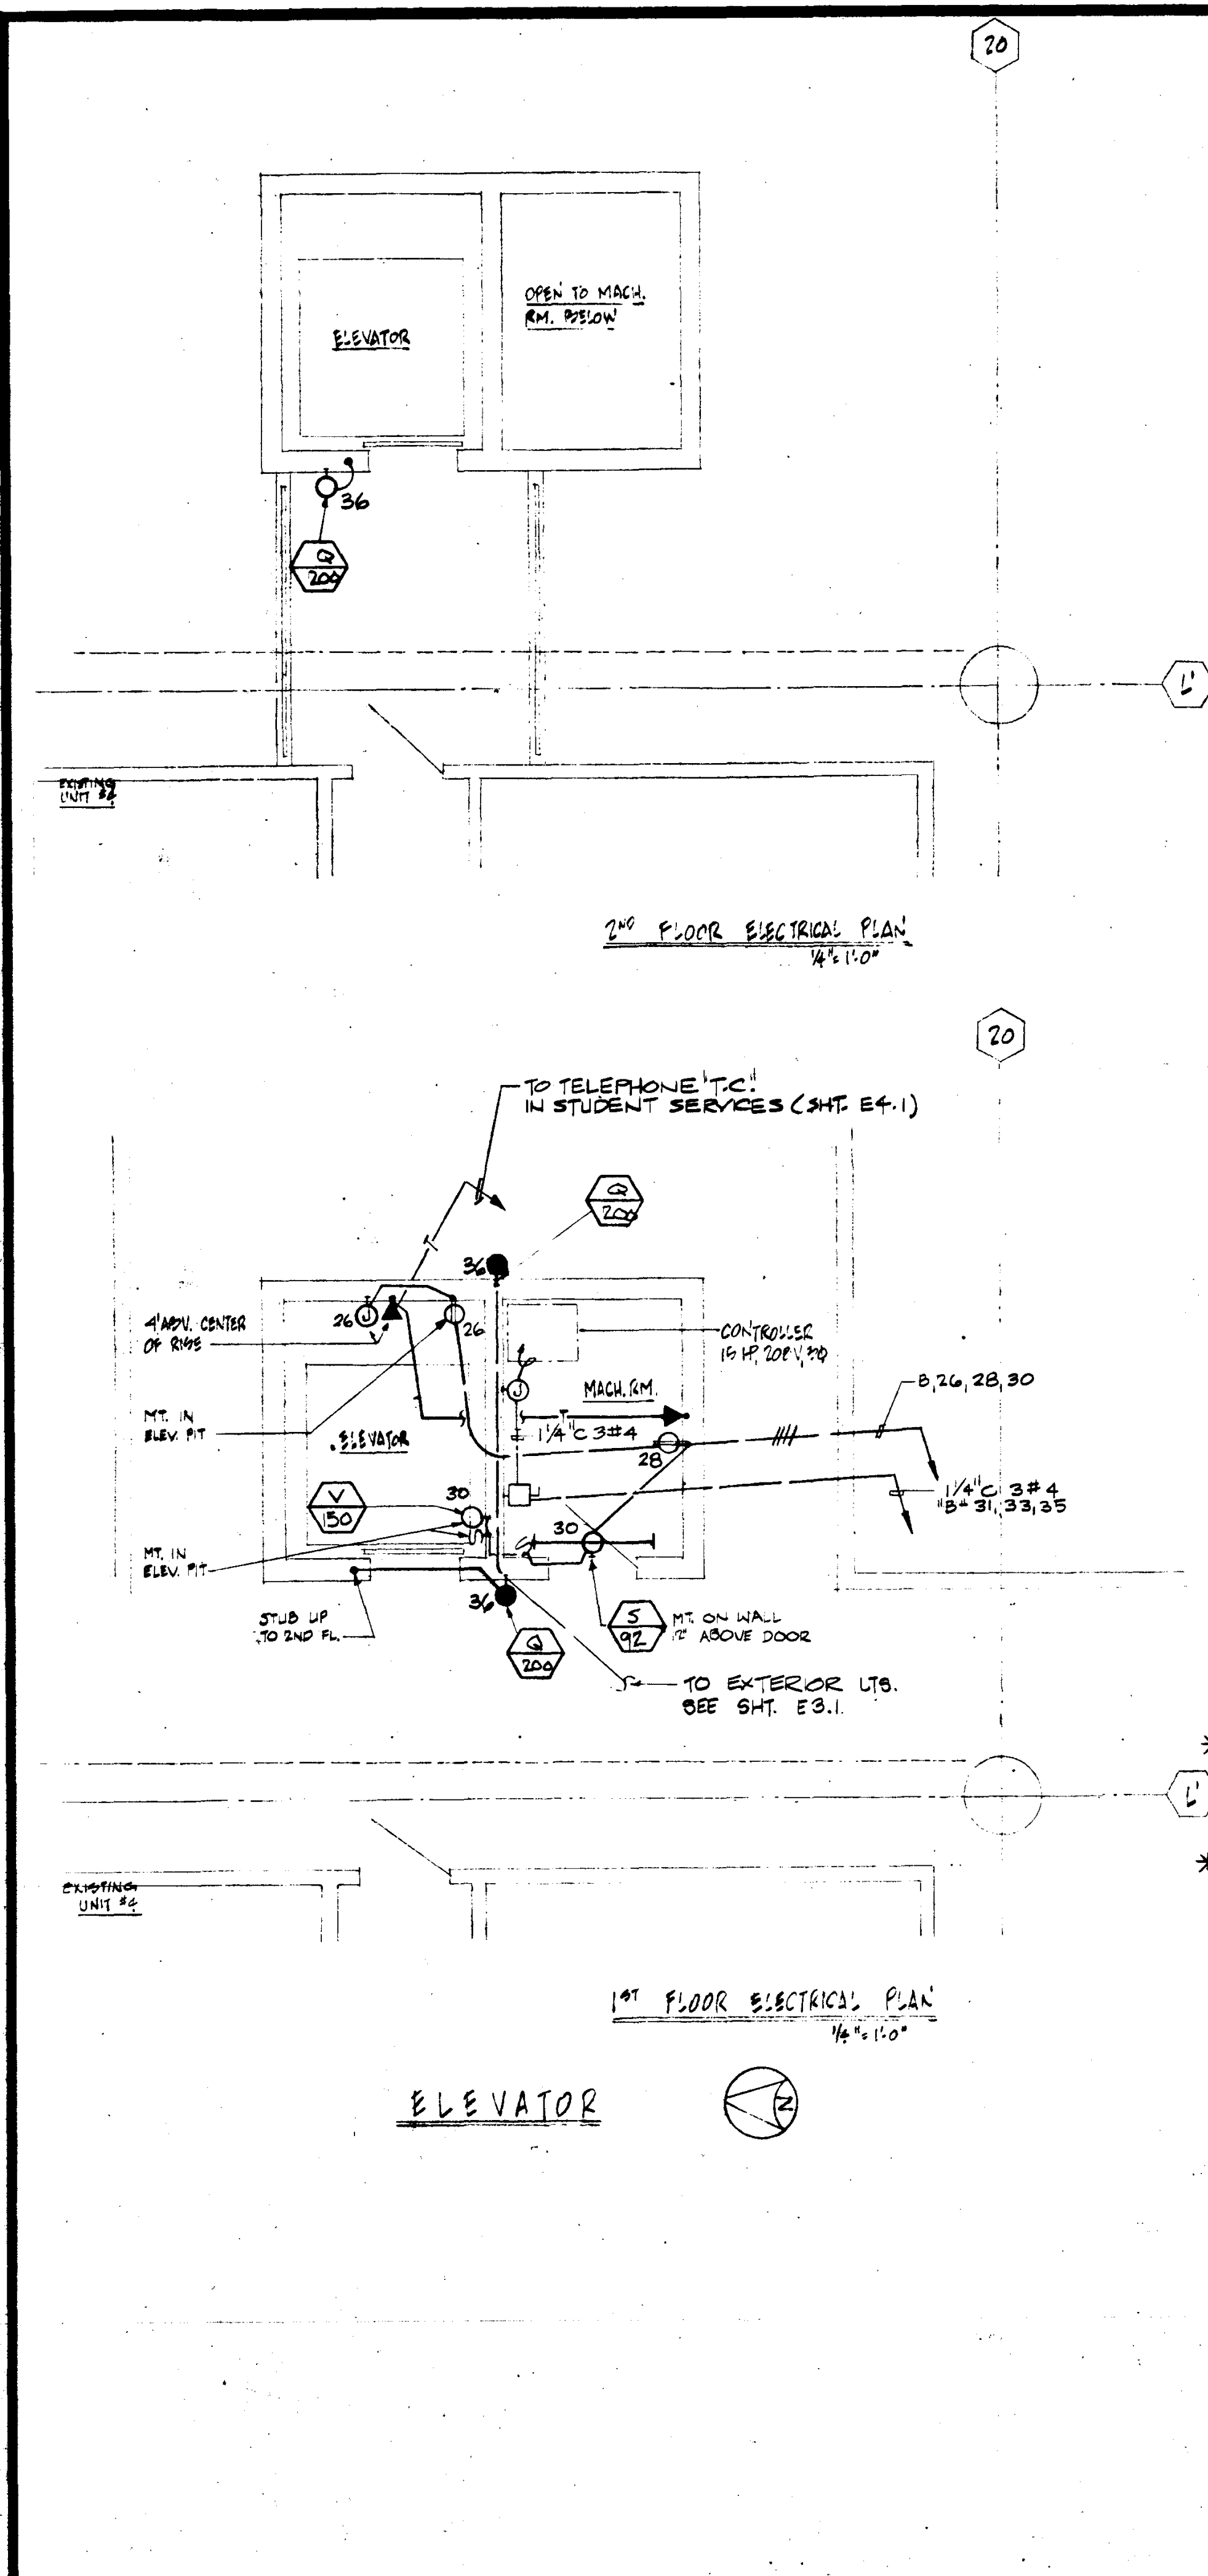 20
OPEN TO MACH.
RM. BELOW
ELEVATOR
36
Q
200
L'
EXISTING
UNIT #4
2ND FLOOR ELECTRICAL PLAN
1/4" = 1'-0"
20
TO TELEPHONE "T.C."
IN STUDENT SERVICES (SHT. E4.1)
Q
200
36
4' ABV. CENTER
OF RISE
26
J
26
CONTROLLER
15 HP, 208V, 3Ø
J
MACH. RM.
B, 26, 28, 30
MT. IN
ELEV. PIT
ELEVATOR
1 1/4"C 3#4
28
1 1/4"C 3#4
"B" 31, 33, 35
V
150
30
30
MT. IN
ELEV. PIT
STUB UP
TO 2ND FL.
36
S
92
MT. ON WALL
12" ABOVE DOOR
Q
200
TO EXTERIOR LTS.
SEE SHT. E3.1.
L'
EXISTING
UNIT #4
1ST FLOOR ELECTRICAL PLAN
1/4" = 1'-0"
ELEVATOR
N